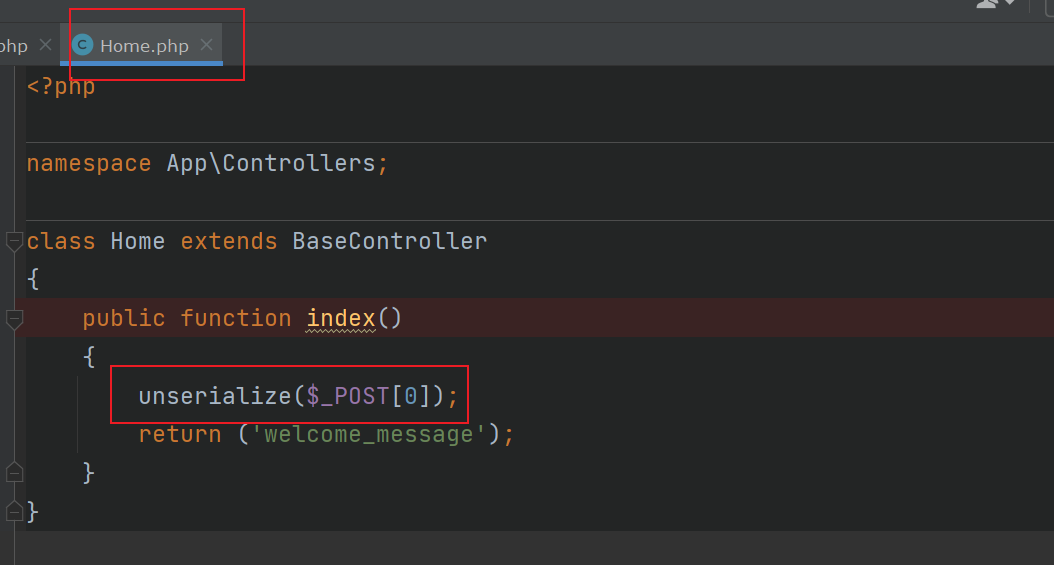 php
Home.php
<?php
namespace App\Controllers;
class Home extends BaseController
{
public function index()
{
unserialize($_POST[0]);
return ('welcome_message');
}
}